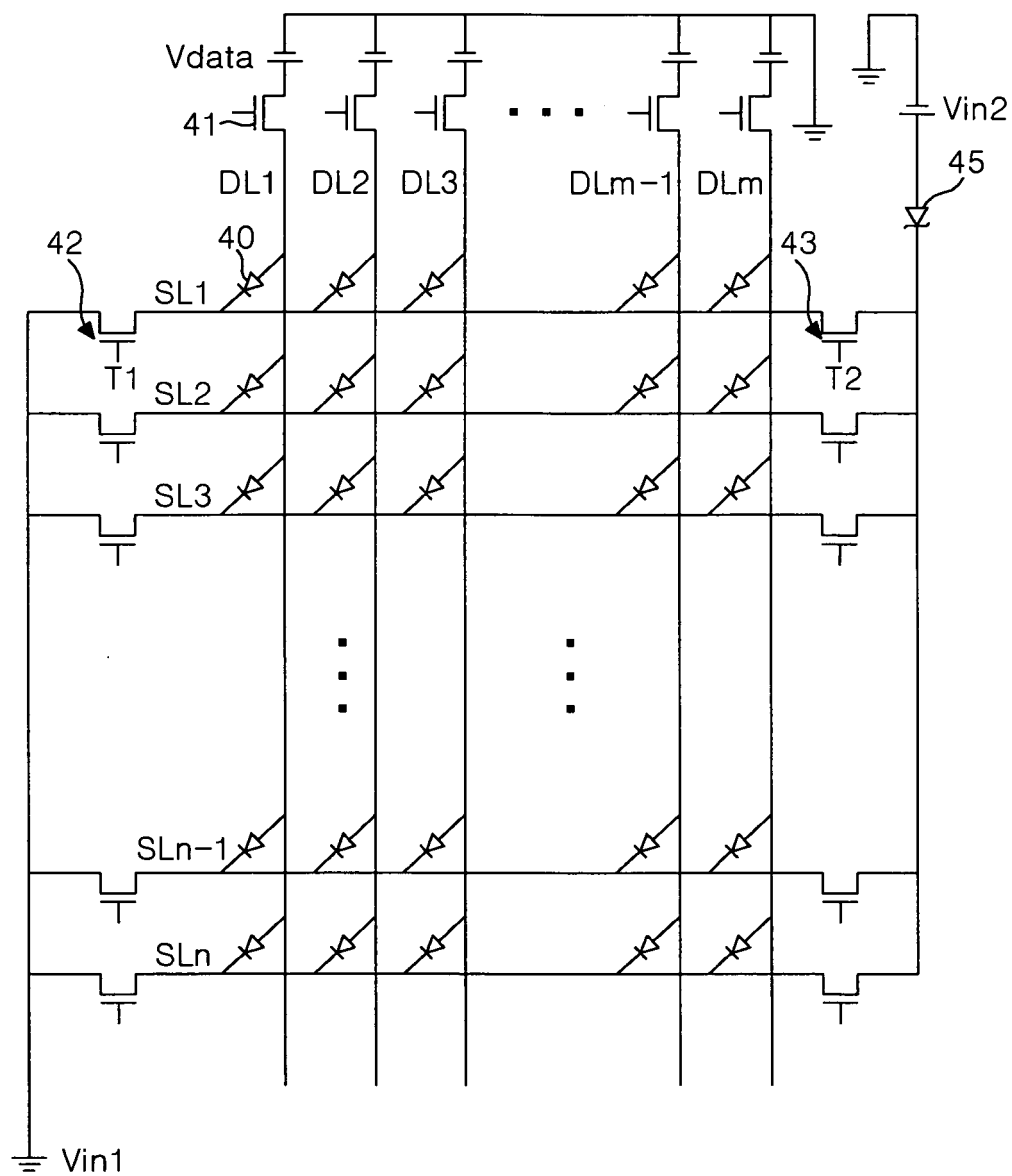 Vdata
Vin2
41
DL1 DL2 DL3 DLm-1 DLm
45
42 40 43
SL1
T1 T2
SL2
SL3
SLn-1
SLn
Vin1